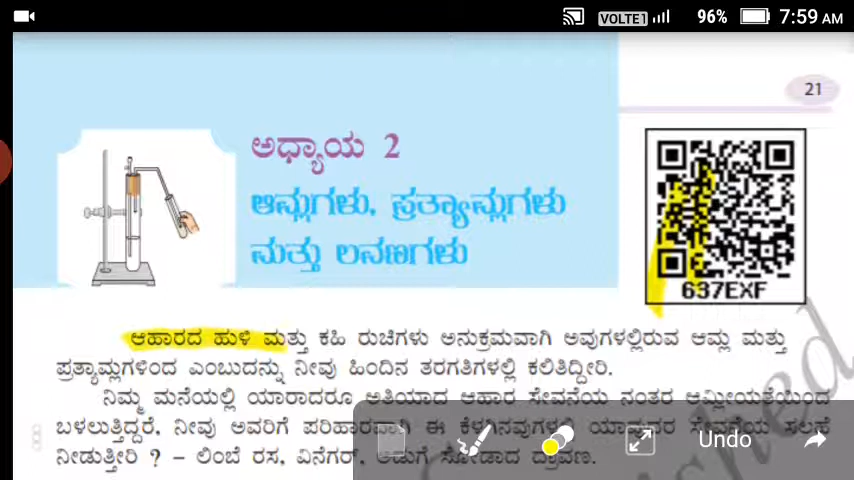 VOLTE1 96% 7:59 AM
21
ಅಧ್ಯಾಯ 2
ಆಮ್ಲಗಳು, ಪ್ರತ್ಯಾಮ್ಲಗಳು
ಮತ್ತು ಲವಣಗಳು
637EXF
ಆಹಾರದ ಹುಳಿ ಮತ್ತು ಕಹಿ ರುಚಿಗಳು ಅನುಕ್ರಮವಾಗಿ ಅವುಗಳಲ್ಲಿರುವ ಆಮ್ಲ ಮತ್ತು
ಪ್ರತ್ಯಾಮ್ಲಗಳಿಂದ ಎಂಬುದನ್ನು ನೀವು ಹಿಂದಿನ ತರಗತಿಗಳಲ್ಲಿ ಕಲಿತಿದ್ದೀರಿ.
ನಿಮ್ಮ ಮನೆಯಲ್ಲಿ ಯಾರಾದರೂ ಅತಿಯಾದ ಆಹಾರ ಸೇವನೆಯ ನಂತರ ಆಮ್ಲೀಯತೆಯಿಂದ
ಬಳಲುತ್ತಿದ್ದರೆ, ನೀವು ಅವರಿಗೆ ಪರಿಹಾರವಾಗಿ ಈ ಕೆಳಗಿನವುಗಳಲ್ಲಿ ಯಾವುದರ ಸೇವನೆಯ ಸಲಹೆ
ನೀಡುತ್ತೀರಿ ? – ಲಿಂಬೆ ರಸ, ವಿನೆಗರ್, ಅಡುಗೆ ಸೋಡಾದ ದ್ರಾವಣ.
Undo